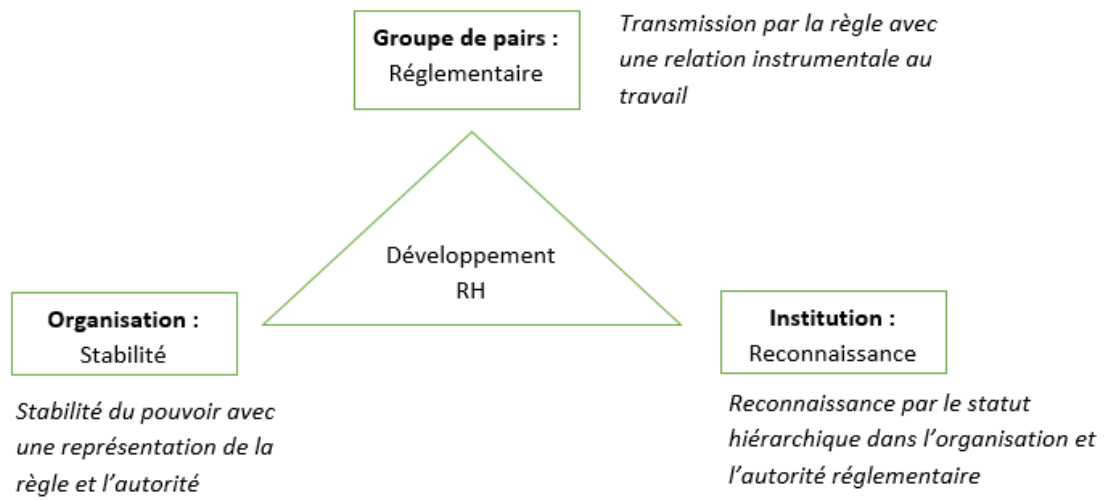 Groupe de pairs :
Réglementaire
Transmission par la règle avec
une relation instrumentale au
travail
Développement
RH
Organisation :
Stabilité
Stabilité du pouvoir avec
une représentation de la
règle et l’autorité
Institution :
Reconnaissance
Reconnaissance par le statut
hiérarchique dans l’organisation et
l’autorité réglementaire